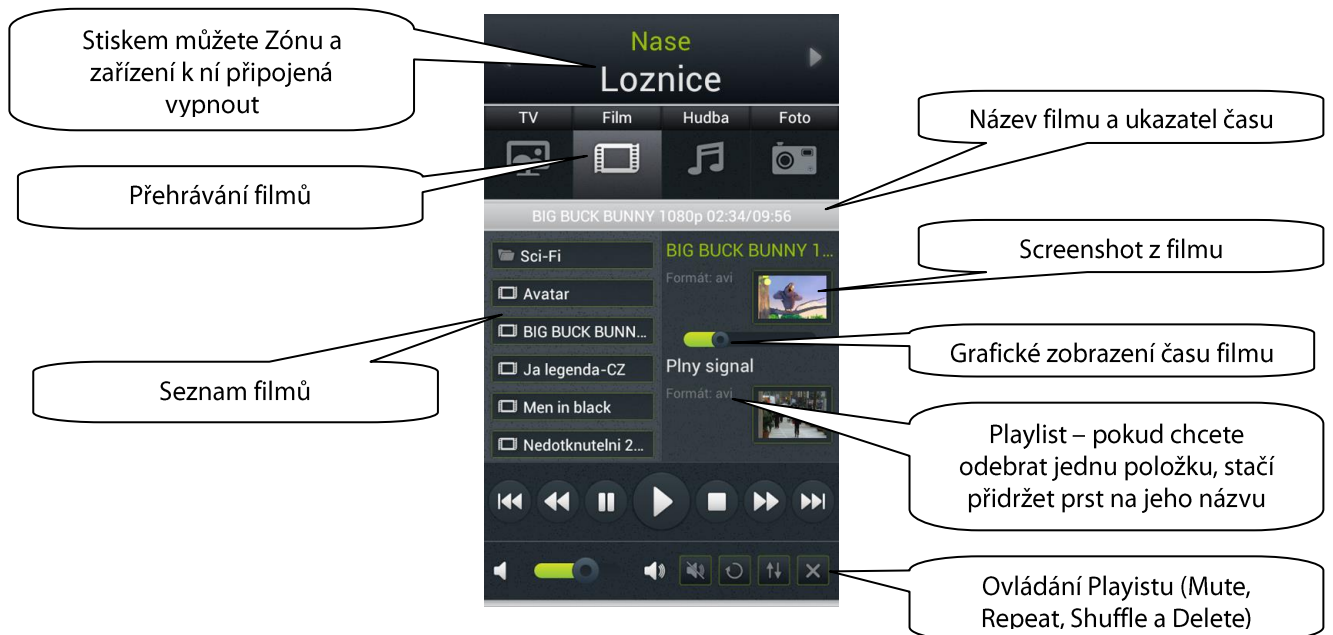 Stiskem můžete Zónu a
zařízení k ní připojená
vypnout
Přehrávání filmů
Seznam filmů
Nase
Loznice
TV Film Hudba Foto
BIG BUCK BUNNY 1080p 02:34/09:56
Sci-Fi
Avatar
BIG BUCK BUNN...
Ja legenda-CZ
Men in black
Nedotknutelni 2...
BIG BUCK BUNNY 1...
Formát: avi
Plny signal
Formát: avi
Název filmu a ukazatel času
Screenshot z filmu
Grafické zobrazení času filmu
Playlist – pokud chcete
odebrat jednu položku, stačí
přidržet prst na jeho názvu
Ovládání Playistu (Mute,
Repeat, Shuffle a Delete)